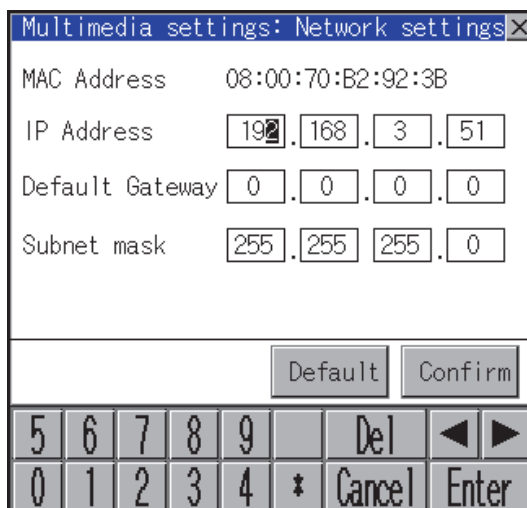 Multimedia settings: Network settings ×
MAC Address 08:00:70:B2:92:3B
IP Address 192.168.3.51
Default Gateway 0.0.0.0
Subnet mask 255.255 255.0
Default Confirm
5 6 7 8 9 Del ◀ ▶
0 1 2 3 4 * Cancel Enter